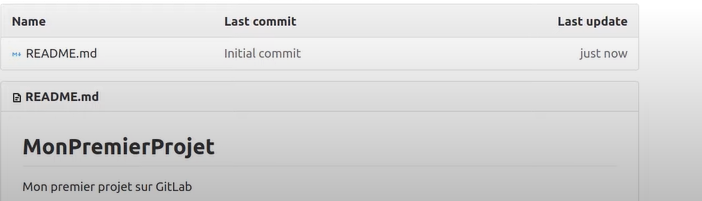 Name Last commit Last update
README.md Initial commit just now
README.md
MonPremierProjet
Mon premier projet sur GitLab